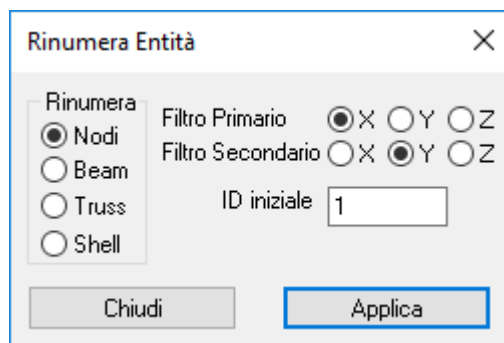 Rinumera Entità
Rinumera
Nodi
Beam
Truss
Shell
Filtro Primario X Y Z
Filtro Secondario X Y Z
ID iniziale 1
Chiudi Applica